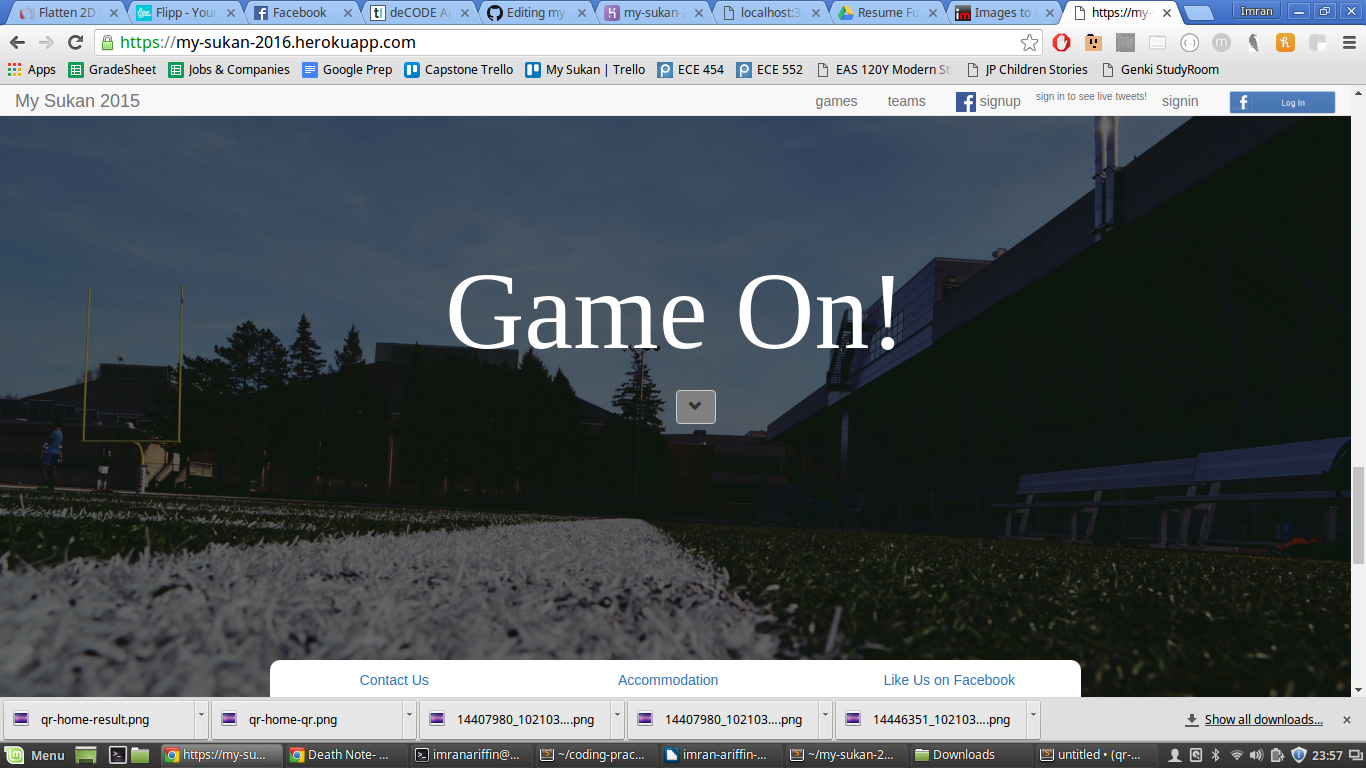 Flatten 2D
Flipp - Your
Facebook
deCODE Ap
Editing my-
my-sukan-2
localhost:3
Resume Fu
Images to
https://my-
Imran
https://my-sukan-2016.herokuapp.com
Apps
GradeSheet
Jobs & Companies
Google Prep
Capstone Trello
My Sukan | Trello
ECE 454
ECE 552
EAS 120Y Modern St
JP Children Stories
Genki StudyRoom
My Sukan 2015
games
teams
signup
sign in to see live tweets!
signin
Log In
Game On!
Contact Us
Accommodation
Like Us on Facebook
qr-home-result.png
qr-home-qr.png
14407980_102103....png
14407980_102103....png
14446351_102103....png
Show all downloads...
Menu
https://my-su...
Death Note- ...
imranariffin@...
~/coding-prac...
imran-ariffin-...
~/my-sukan-2...
Downloads
untitled • (qr-...
23:57